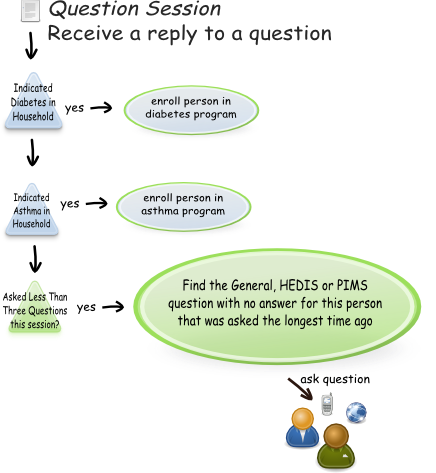 Question Session
Receive a reply to a question
Indicated
Diabetes in
Household
yes
enroll person in
diabetes program
Indicated
Asthma in
Household
yes
enroll person in
asthma program
Asked Less Than
Three Questions
this session?
yes
Find the General, HEDIS or PIMS
question with no answer for this person
that was asked the longest time ago
ask question